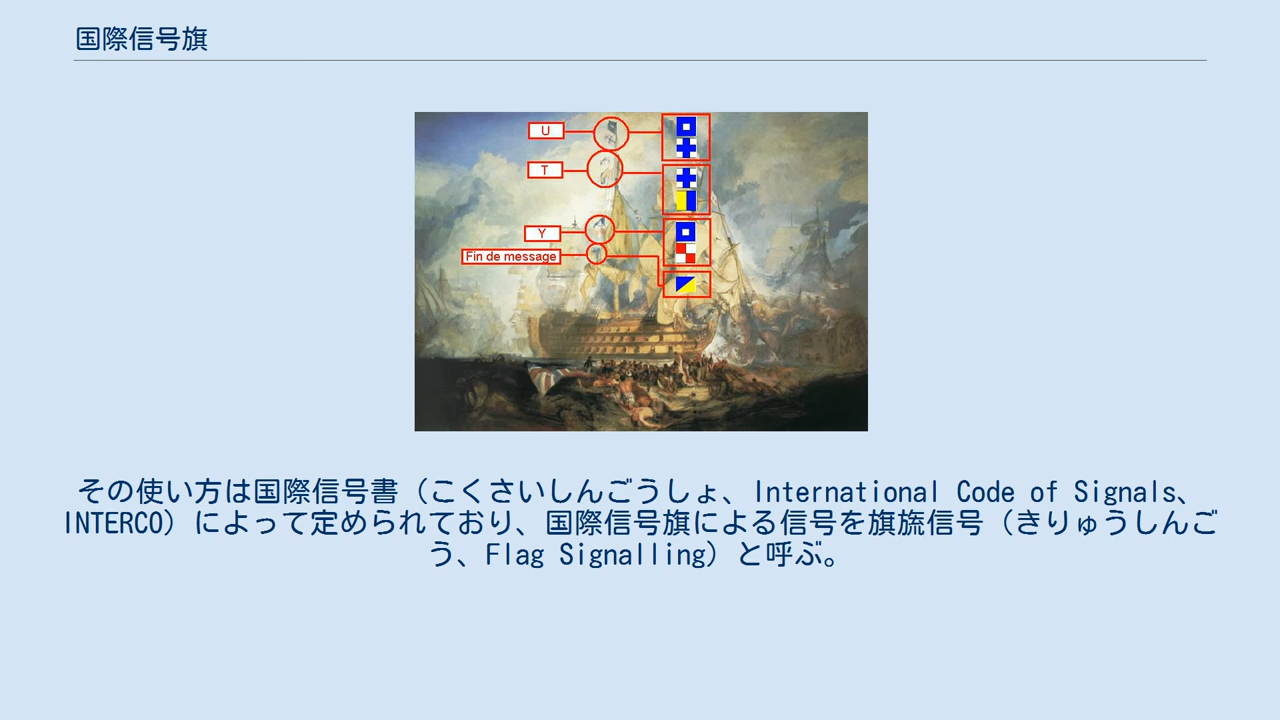 国際信号旗
U
T
Y
Fin de message
その使い方は国際信号書（こくさいしんごうしょ、International Code of Signals、
INTERCO）によって定められており、国際信号旗による信号を旗旒信号（きりゅうしんご
う、Flag Signalling）と呼ぶ。